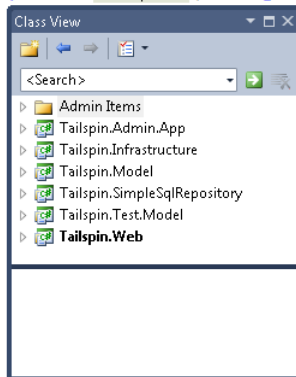 Class View
<Search>
Admin Items
Tailspin.Admin.App
Tailspin.Infrastructure
Tailspin.Model
Tailspin.SimpleSqlRepository
Tailspin.Test.Model
Tailspin.Web